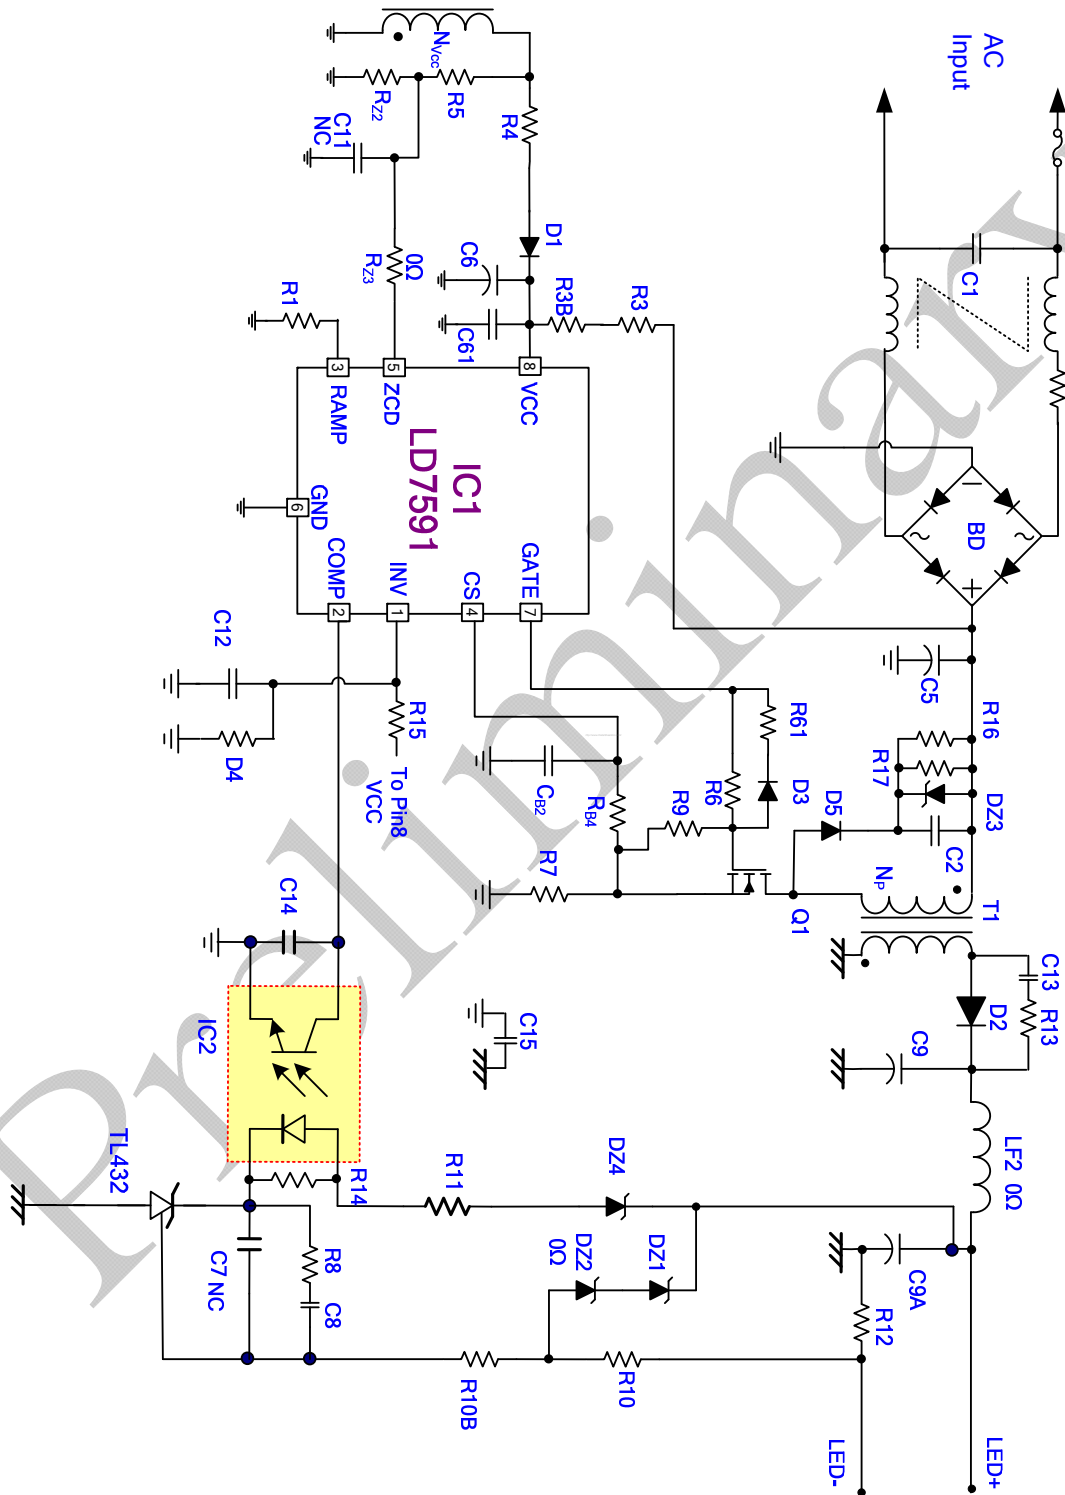 AC
Input
C1
BD
C5
R16
R17
DZ3
C2
D5
NP
T1
Q1
C13
R13
D2
C9
LF2 0Ω
C9A
R12
LED+
LED-
NVcc
R5
RZ2
C11
NC
R4
D1
C6
C61
R3B
R3
0Ω
RZ3
R1
3
RAMP
5
ZCD
8
VCC
IC1
LD7591
6
GND
COMP
2
INV
1
CS
4
GATE
7
C12
D4
R15
To Pin8
VCC
CB2
RB4
R9
R6
R61
D3
R7
C14
IC2
C15
R14
TL432
R11
DZ4
DZ1
DZ2
0Ω
C7 NC
R8
C8
R10B
R10
Preliminary